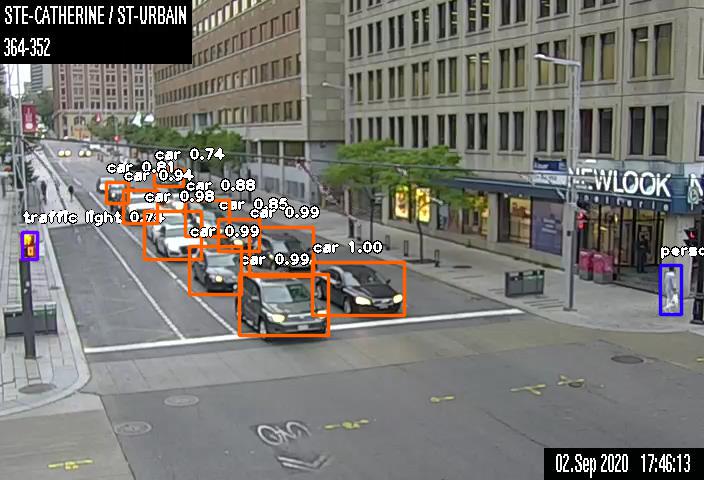 STE-CATHERINE / ST-URBAIN
364-352
car 0.74
car 0.81
car 0.94
car 0.88
car 0.98
car 0.85
car 0.99
traffic light 0.71
car 0.99
car 1.00
car 0.99
perso
NEWLOOK N
02.Sep 2020 17:46:13